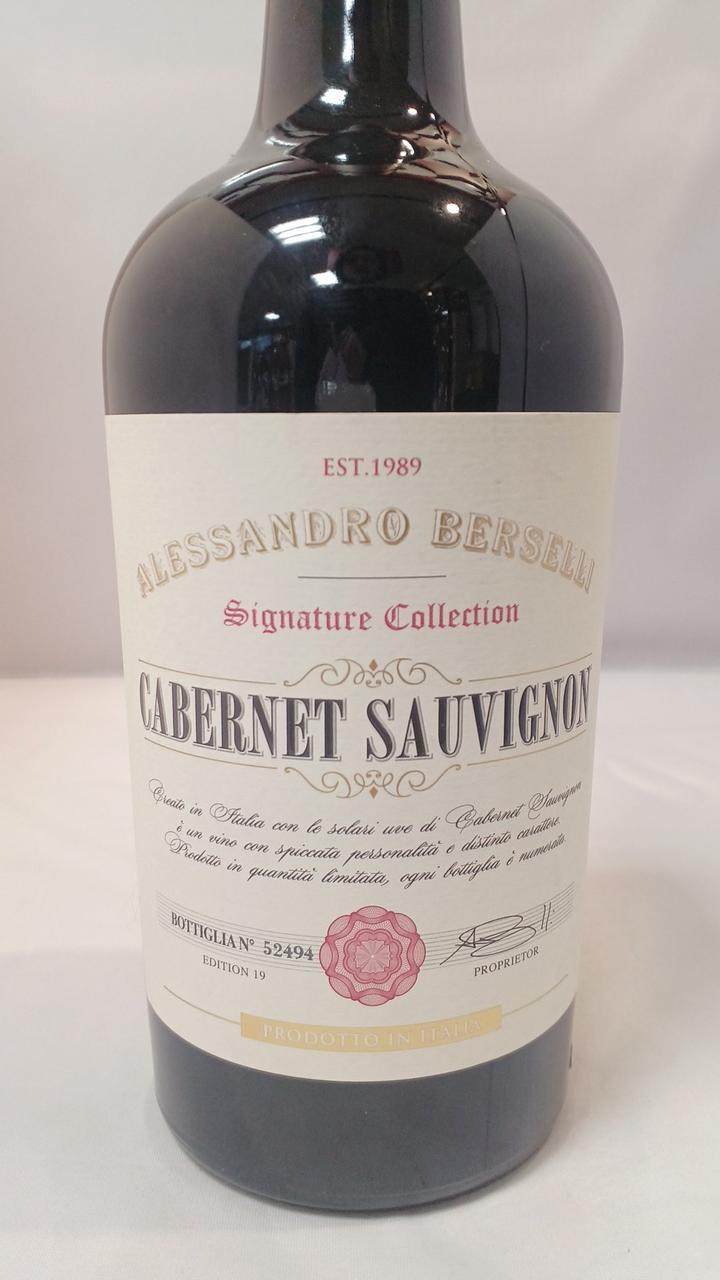 EST.1989
ALESSANDRO BERSELLI
Signature Collection
CABERNET SAUVIGNON
Creato in Italia con le solari uve di Cabernet Sauvignon
è un vino con spiccata personalità e distinto carattere.
Prodotto in quantità limitata, ogni bottiglia è numerata.
BOTTIGLIA N° 52494
EDITION 19
PROPRIETOR
PRODOTTO IN ITALIA